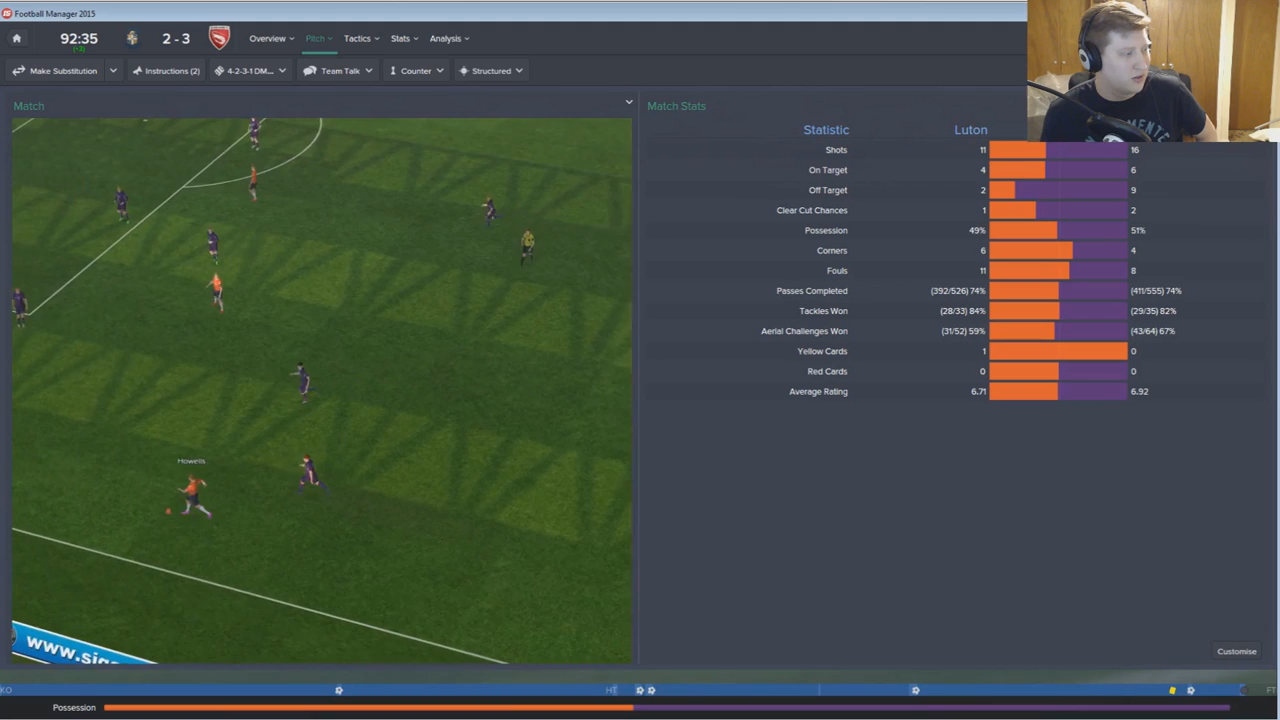 Football Manager 2015
92:35
(+3)
2 - 3
Overview
Pitch
Tactics
Stats
Analysis
Make Substitution
Instructions (2)
4-2-3-1 DM...
Team Talk
Counter
Structured
Match
Match Stats
Statistic Luton
Shots 11 16
On Target 4 6
Off Target 2 9
Clear Cut Chances 1 2
Possession 49% 51%
Corners 6 4
Fouls 11 8
Passes Completed (392/526) 74% (411/555) 74%
Tackles Won (28/33) 84% (29/35) 82%
Aerial Challenges Won (31/52) 59% (43/64) 67%
Yellow Cards 1 0
Red Cards 0 0
Average Rating 6.71 6.92
Howells
www.sig
Customise
KO HT FT
Possession